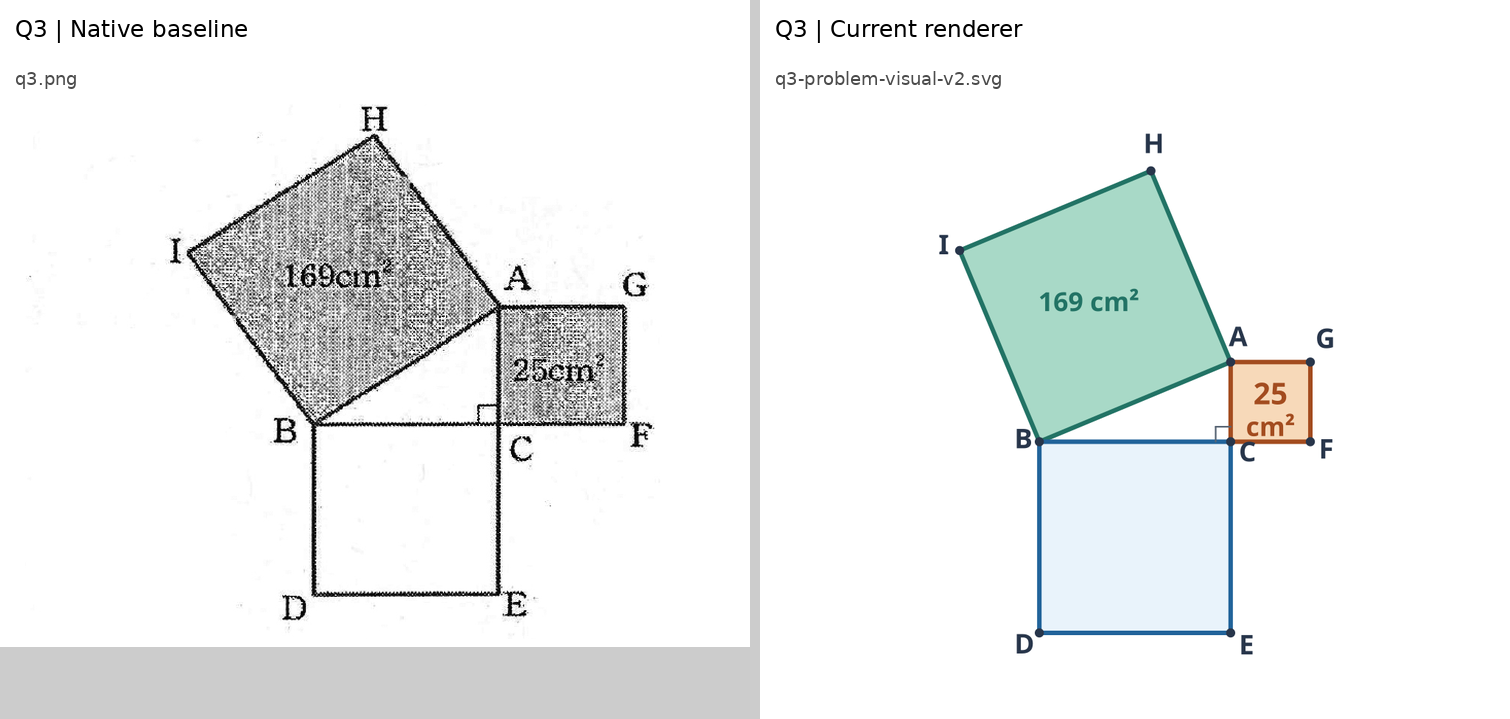 Q3 | Native baseline
q3.png
H
I
169cm²
A
G
25cm²
B
C
F
D
E
Q3 | Current renderer
q3-problem-visual-v2.svg
H
I
169 cm²
A
G
25
cm²
B
C
F
D
E